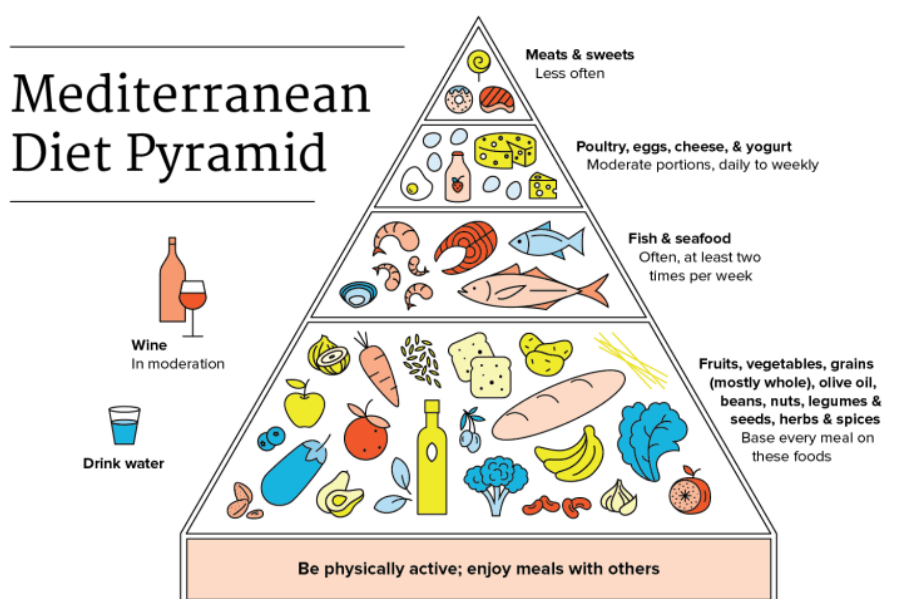 Mediterranean
Diet Pyramid
Meats & sweets
Less often
Poultry, eggs, cheese, & yogurt
Moderate portions, daily to weekly
Fish & seafood
Often, at least two
times per week
Wine
In moderation
Fruits, vegetables, grains
(mostly whole), olive oil,
beans, nuts, legumes &
seeds, herbs & spices
Base every meal on
these foods
Drink water
Be physically active; enjoy meals with others